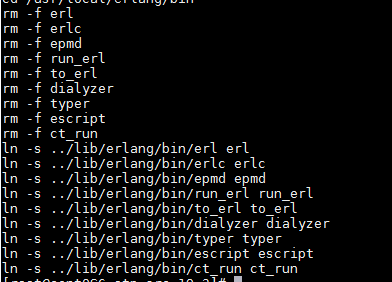 cd /usr/local/erlang/bin
rm -f erl
rm -f erlc
rm -f epmd
rm -f run_erl
rm -f to_erl
rm -f dialyzer
rm -f typer
rm -f escript
rm -f ct_run
ln -s ../lib/erlang/bin/erl erl
ln -s ../lib/erlang/bin/erlc erlc
ln -s ../lib/erlang/bin/epmd epmd
ln -s ../lib/erlang/bin/run_erl run_erl
ln -s ../lib/erlang/bin/to_erl to_erl
ln -s ../lib/erlang/bin/dialyzer dialyzer
ln -s ../lib/erlang/bin/typer typer
ln -s ../lib/erlang/bin/escript escript
ln -s ../lib/erlang/bin/ct_run ct_run